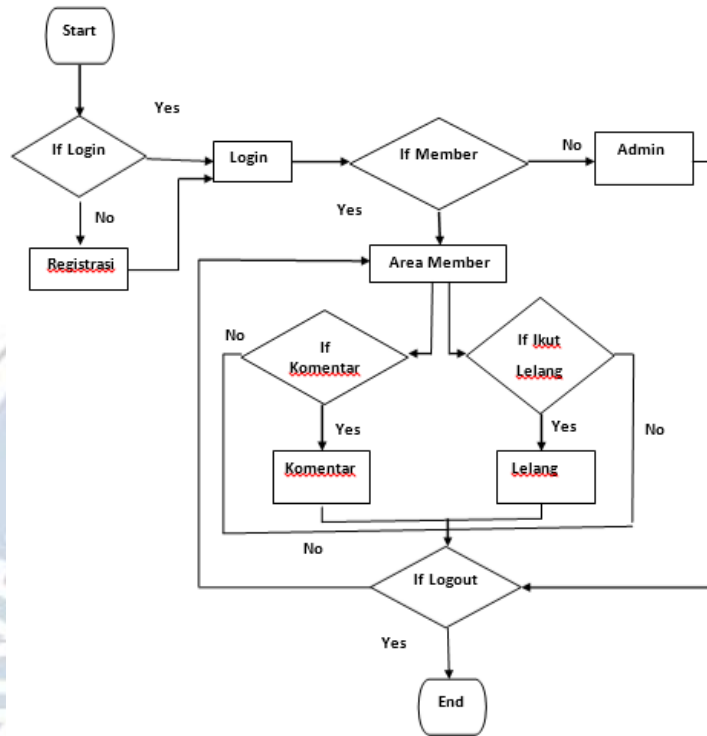 Start
Yes
If Login
Login
If Member
No
Admin
No
Yes
Registrasi
Area Member
No
If
Komentar
If Ikut
Lelang
Yes
Yes
No
Komentar
Lelang
No
If Logout
Yes
End